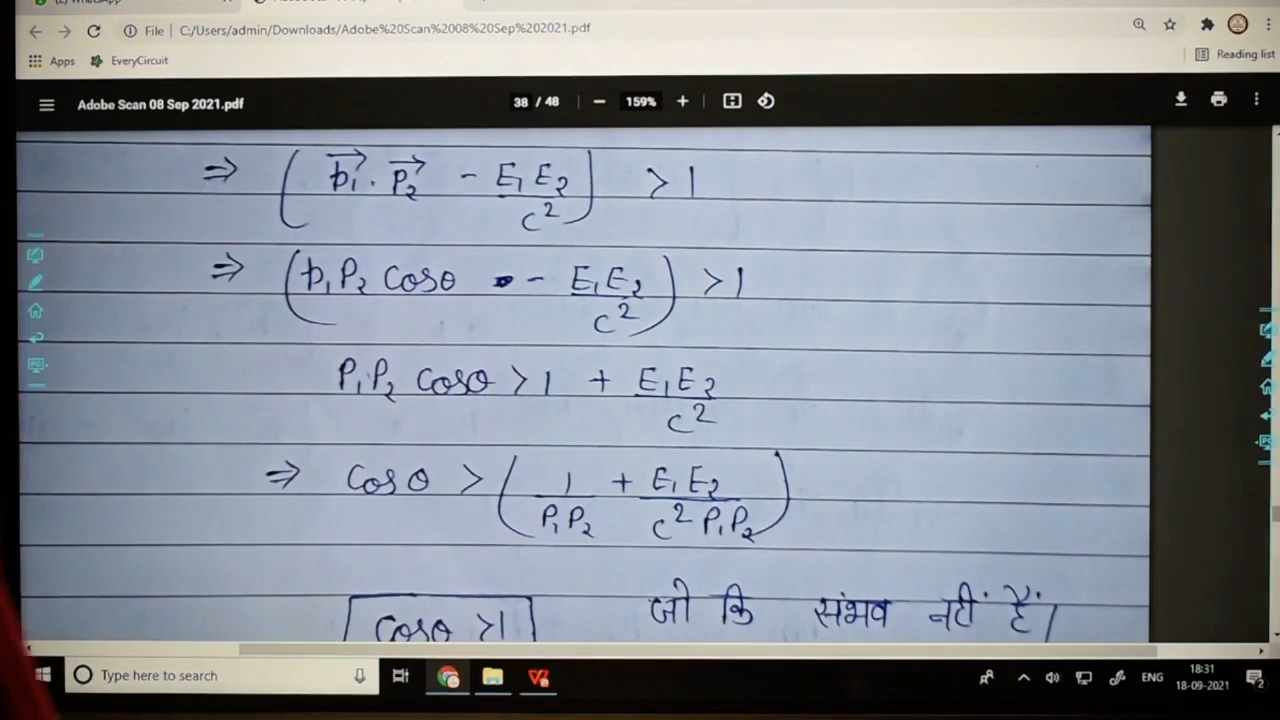 File | C:/Users/admin/Downloads/Adobe%20Scan%2008%20Sep%202021.pdf
Reading list
Apps EveryCircuit
Adobe Scan 08 Sep 2021.pdf 38 / 48 − 159% +
⇒ (p₁⃗ . P₂⃗ − E₁E₂/c²) > 1
⇒ (p₁P₂ Cosθ − E₁E₂/c²) > 1
P₁P₂ Cosθ > 1 + E₁E₂/c²
⇒ Cosθ > (1/P₁P₂ + E₁E₂/c²P₁P₂)
Cosθ > 1 जो कि संभव नहीं हैं।
Type here to search
ENG
18:31
18-09-2021
2